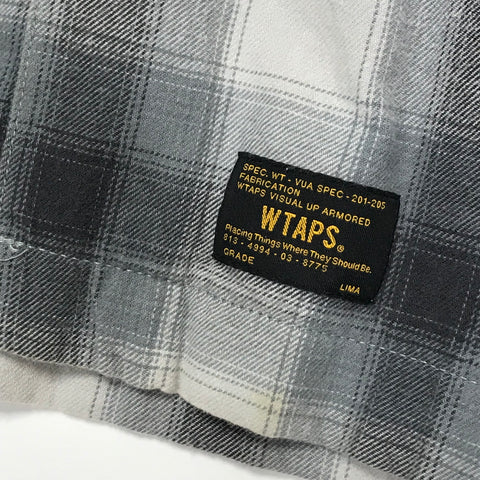 SPEC. WT - VUA SPEC - 201-205
FABRICATION
WTAPS VISUAL UP ARMORED
WTAPS®
Placing Things Where They Should Be.
813 - 4994 - 03 - 8775
GRADE LIMA